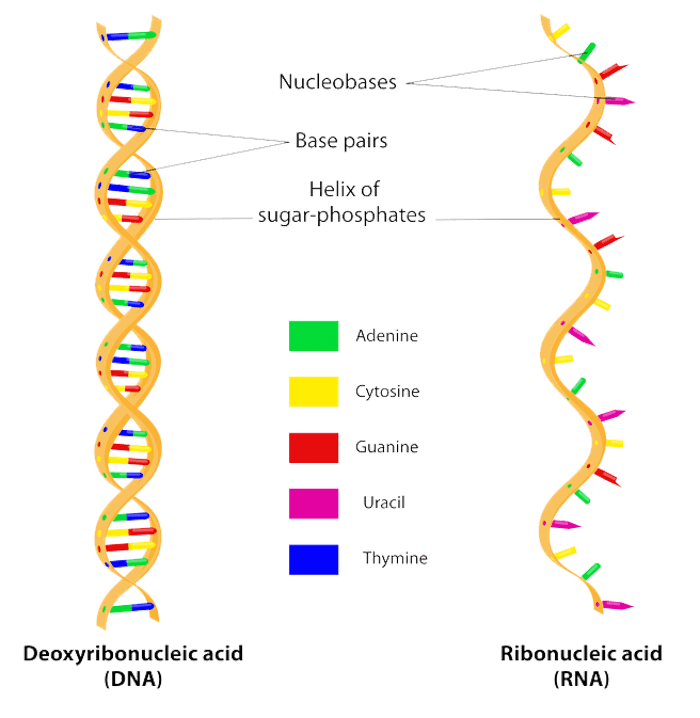 Nucleobases
Base pairs
Helix of
sugar-phosphates
Adenine
Cytosine
Guanine
Uracil
Thymine
Deoxyribonucleic acid
(DNA)
Ribonucleic acid
(RNA)